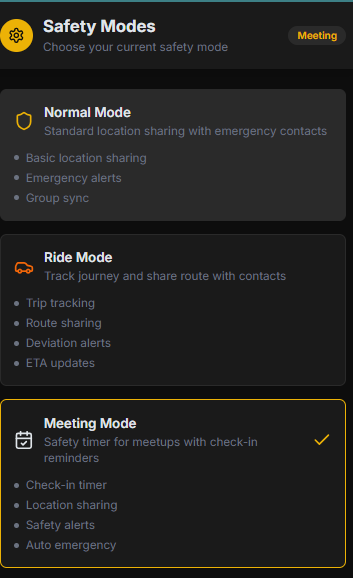 Safety Modes
Choose your current safety mode
Meeting
Normal Mode
Standard location sharing with emergency contacts
Basic location sharing
Emergency alerts
Group sync
Ride Mode
Track journey and share route with contacts
Trip tracking
Route sharing
Deviation alerts
ETA updates
Meeting Mode
Safety timer for meetups with check-in
reminders
Check-in timer
Location sharing
Safety alerts
Auto emergency